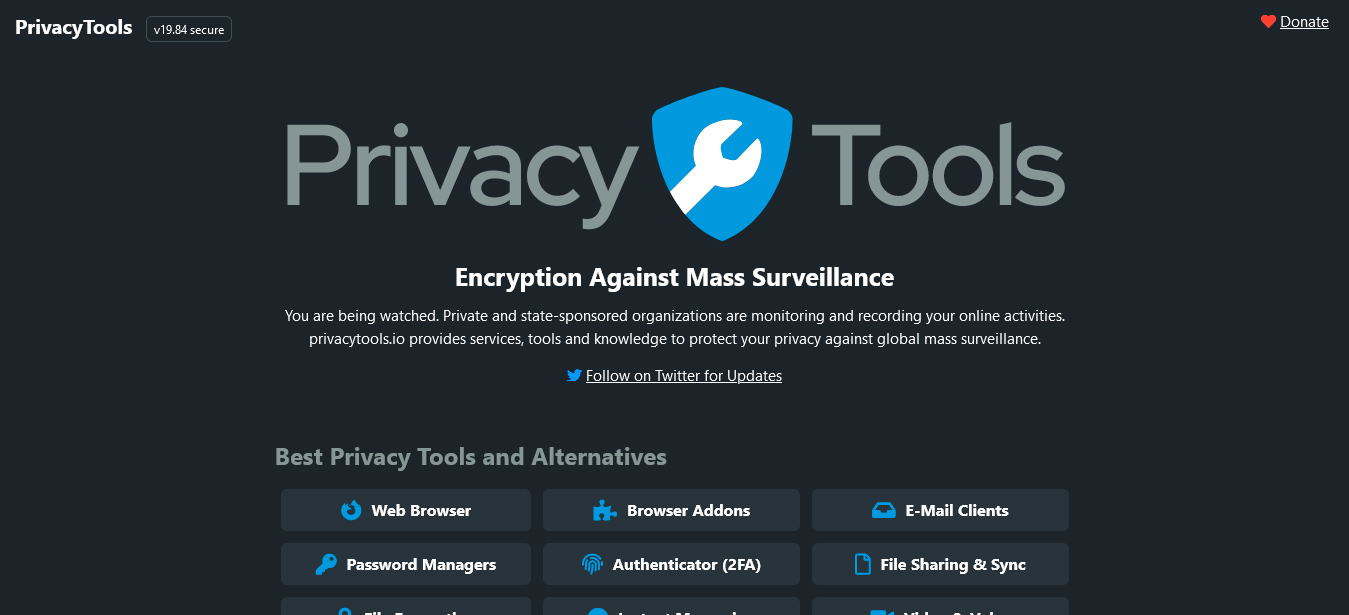 PrivacyTools v19.84 secure Donate
Privacy Tools
Encryption Against Mass Surveillance
You are being watched. Private and state-sponsored organizations are monitoring and recording your online activities.
privacytools.io provides services, tools and knowledge to protect your privacy against global mass surveillance.
Follow on Twitter for Updates
Best Privacy Tools and Alternatives
Web Browser Browser Addons E-Mail Clients
Password Managers Authenticator (2FA) File Sharing & Sync